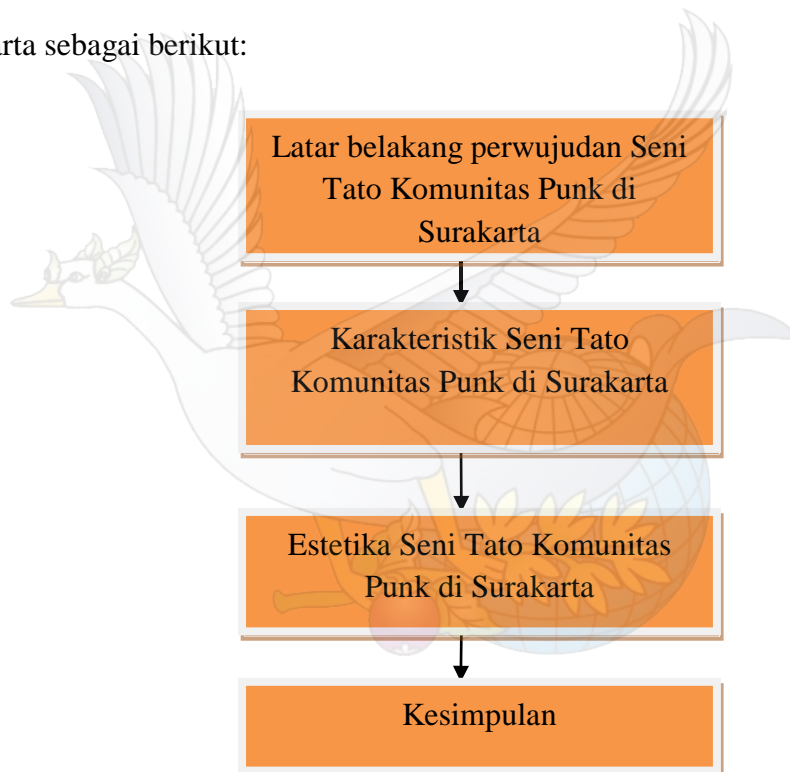 sebagai berikut:
Latar belakang perwujudan Seni
Tato Komunitas Punk di
Surakarta
Karakteristik Seni Tato
Komunitas Punk di Surakarta
Estetika Seni Tato Komunitas
Punk di Surakarta
Kesimpulan